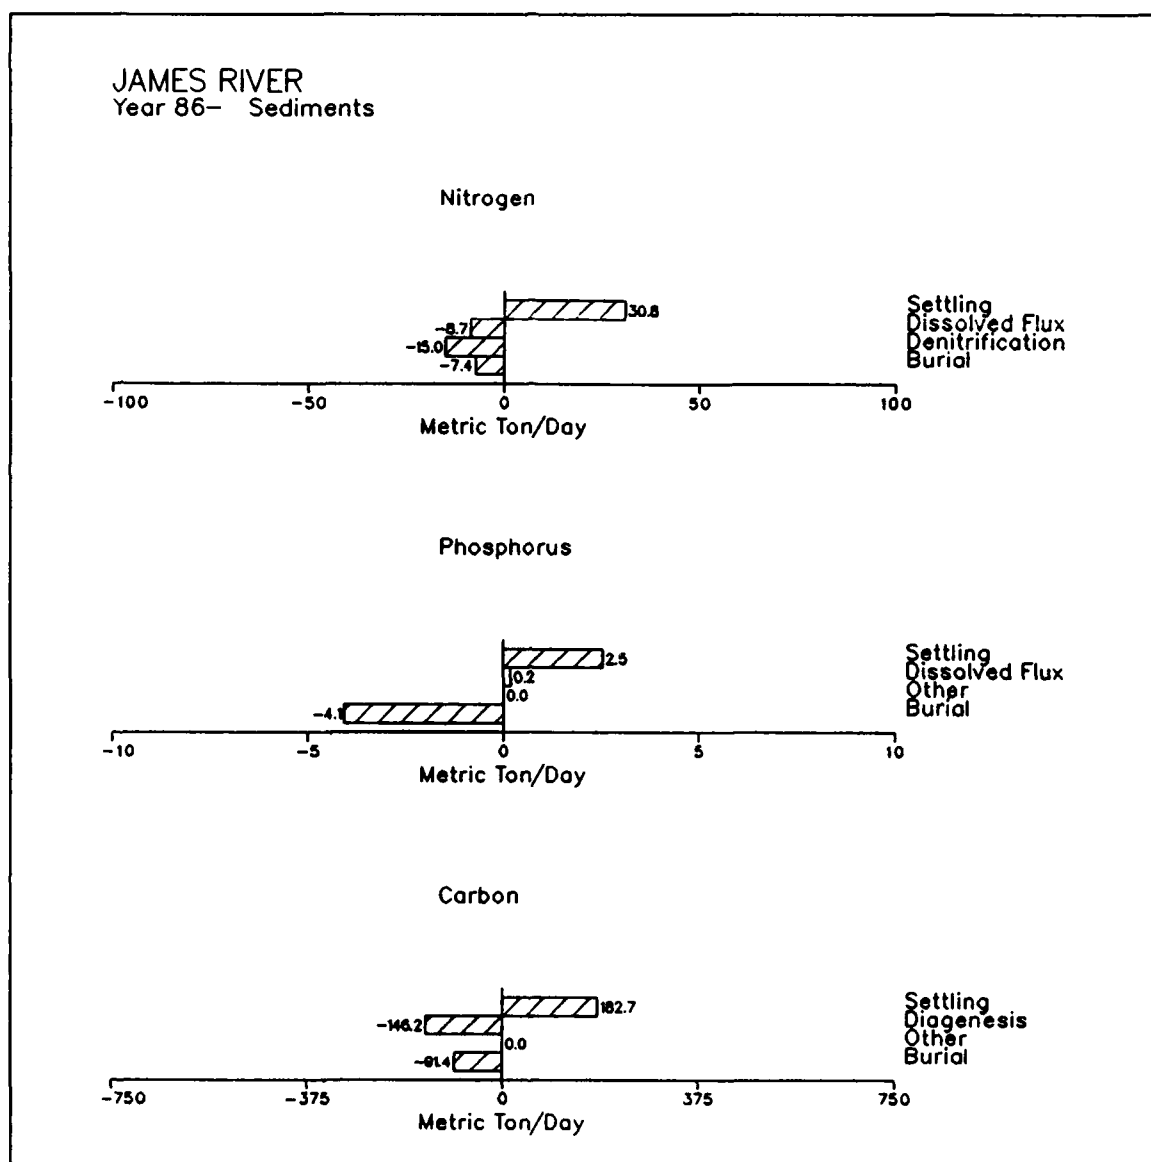 JAMES RIVER
Year 86- Sediments
Nitrogen
30.8
-8.7
-15.0
-7.4
Settling
Dissolved Flux
Denitrification
Burial
-100 -50 0 50 100
Metric Ton/Day
Phosphorus
2.5
0.2
0.0
-4.1
Settling
Dissolved Flux
Other
Burial
-10 -5 0 5 10
Metric Ton/Day
Carbon
182.7
-146.2
0.0
-91.4
Settling
Diagenesis
Other
Burial
-750 -375 0 375 750
Metric Ton/Day